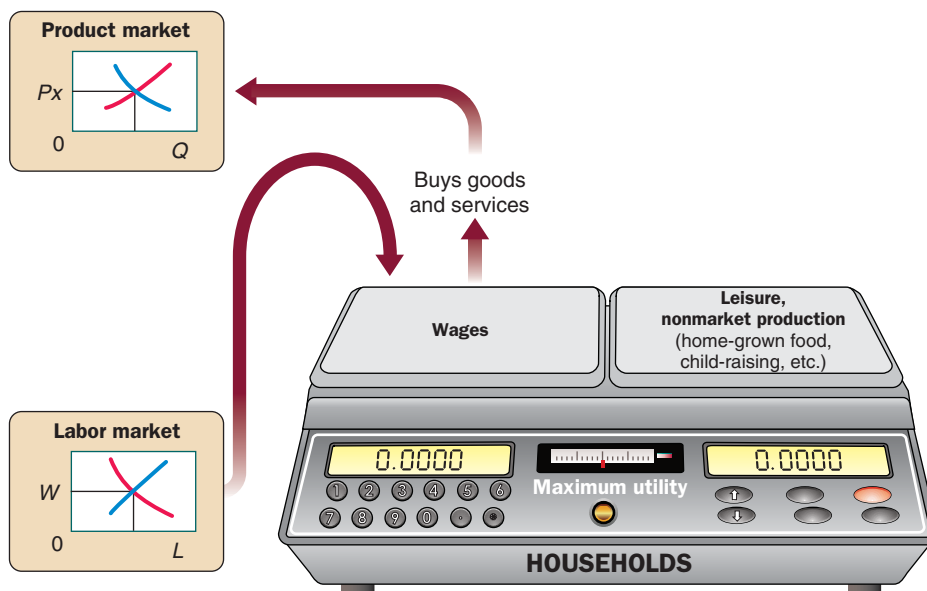 Product market
Px
0
Q
Buys goods
and services
Wages
Leisure,
nonmarket production
(home-grown food,
child-raising, etc.)
Labor market
W
0
L
0.0000
0.0000
Maximum utility
1 2 3 4 5 6
7 8 9 0 . *
HOUSEHOLDS